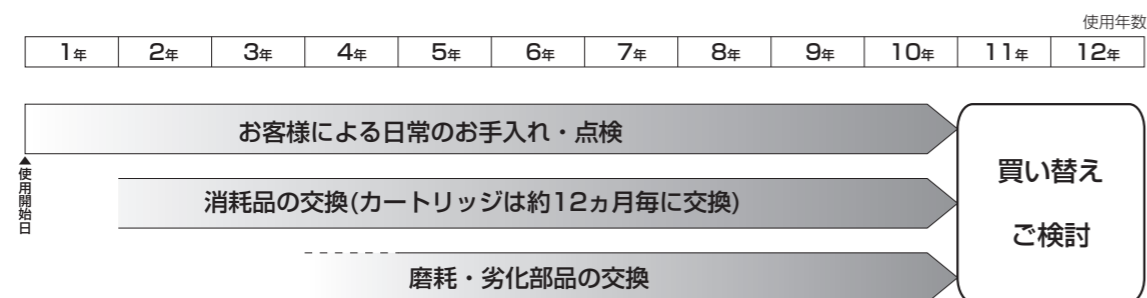 使用年数
1年 2年 3年 4年 5年 6年 7年 8年 9年 10年 11年 12年
お客様による日常のお手入れ・点検
▲使用開始日
消耗品の交換(カートリッジは約12ヵ月毎に交換)
磨耗・劣化部品の交換
買い替え
ご検討